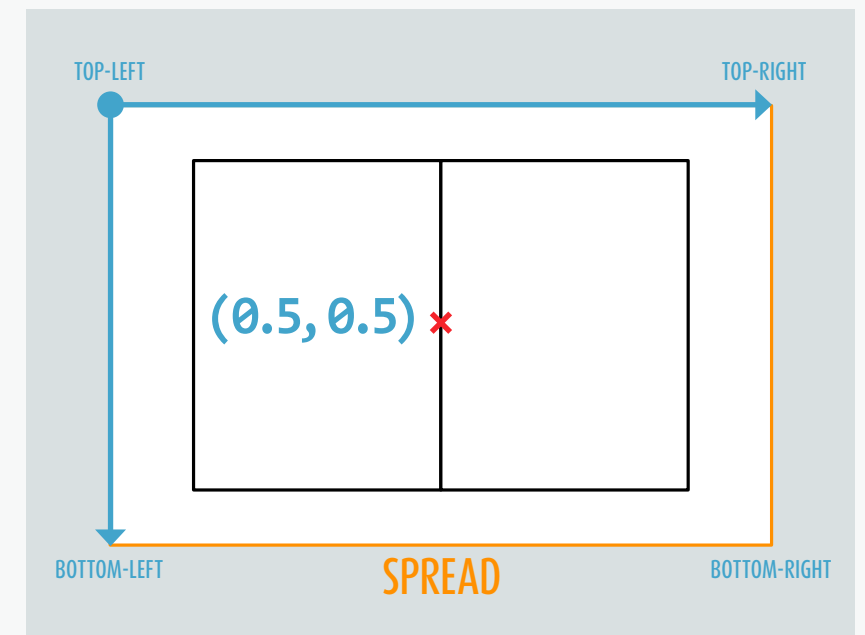 TOP-LEFT
TOP-RIGHT
(0.5,0.5)
BOTTOM-LEFT
SPREAD
BOTTOM-RIGHT